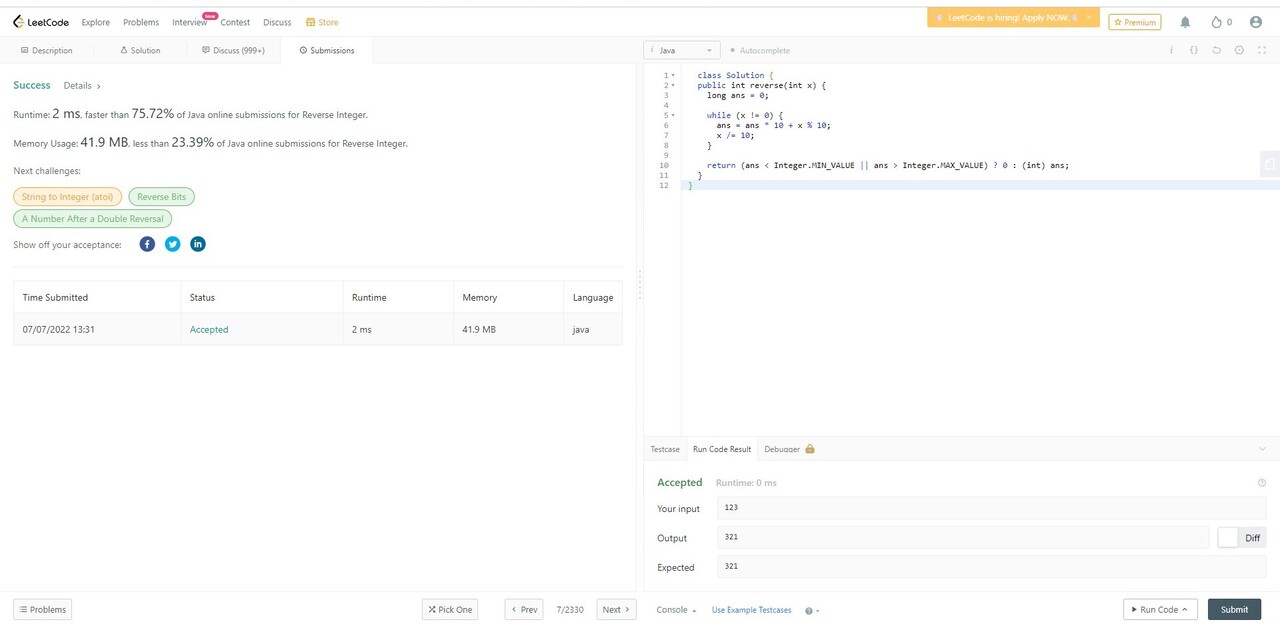 LeetCode Explore Problems Interview New Contest Discuss Store LeetCode is hiring! Apply NOW. × Premium 0
Description Solution Discuss (999+) Submissions
i Java Autocomplete i {}
Success Details >
Runtime: 2 ms, faster than 75.72% of Java online submissions for Reverse Integer.
Memory Usage: 41.9 MB, less than 23.39% of Java online submissions for Reverse Integer.
Next challenges:
String to Integer (atoi) Reverse Bits
A Number After a Double Reversal
Show off your acceptance: f in
Time Submitted Status Runtime Memory Language
07/07/2022 13:31 Accepted 2 ms 41.9 MB java
1 class Solution {
2 public int reverse(int x) {
3 long ans = 0;
4
5 while (x != 0) {
6 ans = ans * 10 + x % 10;
7 x /= 10;
8 }
9
10 return (ans < Integer.MIN_VALUE || ans > Integer.MAX_VALUE) ? 0 : (int) ans;
11 }
12 }
Testcase Run Code Result Debugger
Accepted Runtime: 0 ms ?
Your input 123
Output 321 Diff
Expected 321
Problems Pick One < Prev 7/2330 Next > Console Use Example Testcases ? Run Code Submit